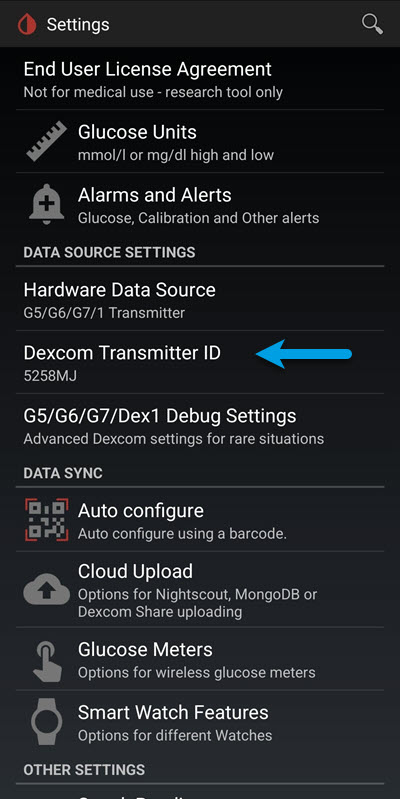 Settings
End User License Agreement
Not for medical use - research tool only
Glucose Units
mmol/l or mg/dl high and low
Alarms and Alerts
Glucose, Calibration and Other alerts
DATA SOURCE SETTINGS
Hardware Data Source
G5/G6/G7/1 Transmitter
Dexcom Transmitter ID
5258MJ
G5/G6/G7/Dex1 Debug Settings
Advanced Dexcom settings for rare situations
DATA SYNC
Auto configure
Auto configure using a barcode.
Cloud Upload
Options for Nightscout, MongoDB or
Dexcom Share uploading
Glucose Meters
Options for wireless glucose meters
Smart Watch Features
Options for different Watches
OTHER SETTINGS